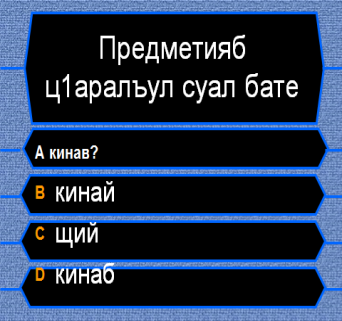 Предметияб
ц1аралъул суал бате
А кинав?
В кинай
С щий
D кинаб